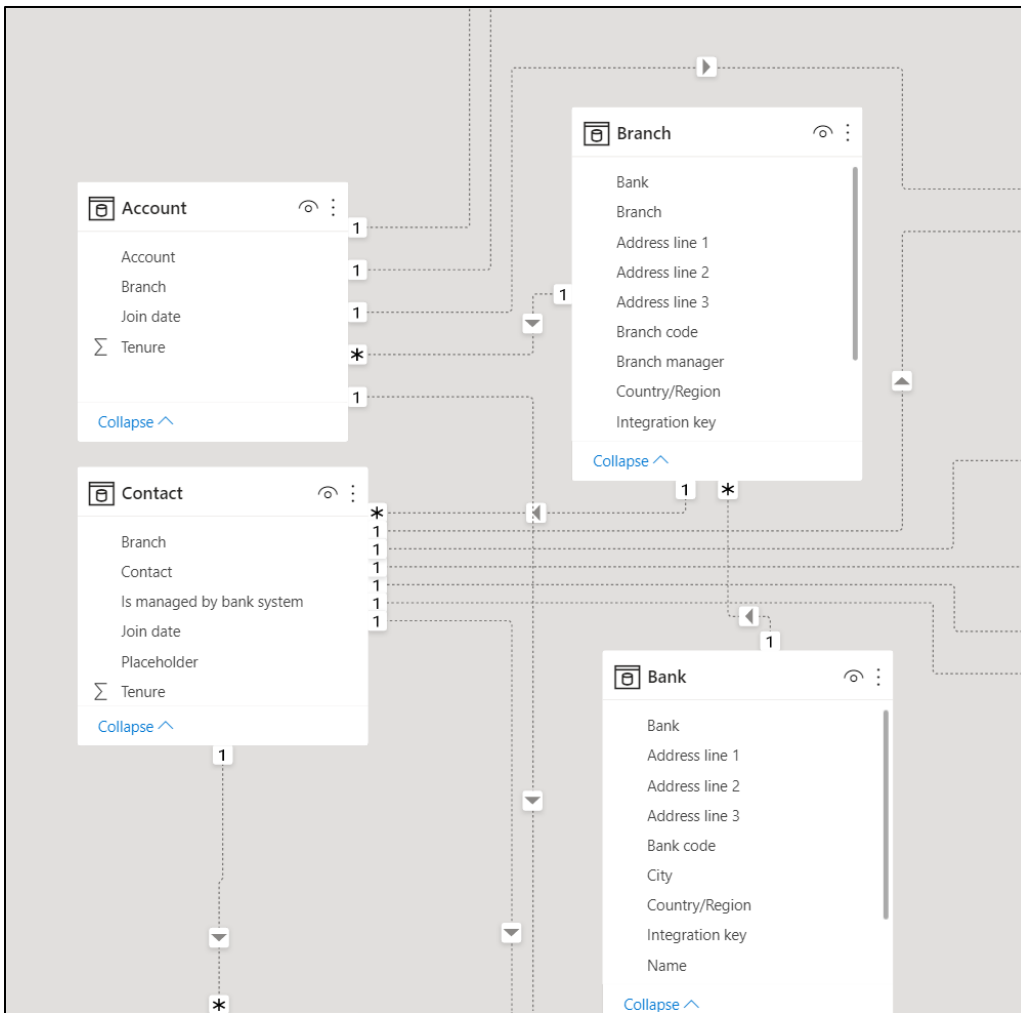 Branch
Bank
Branch
Address line 1
Address line 2
Address line 3
Branch code
Branch manager
Country/Region
Integration key
Collapse
1
1
*
Account
Account
Branch
Join date
Σ Tenure
Collapse
1
1
1
*
1
Contact
Branch
Contact
Is managed by bank system
Join date
Placeholder
Σ Tenure
Collapse
*
1
1
1
1
1
1
1
*
1
Bank
Bank
Address line 1
Address line 2
Address line 3
Bank code
City
Country/Region
Integration key
Name
Collapse